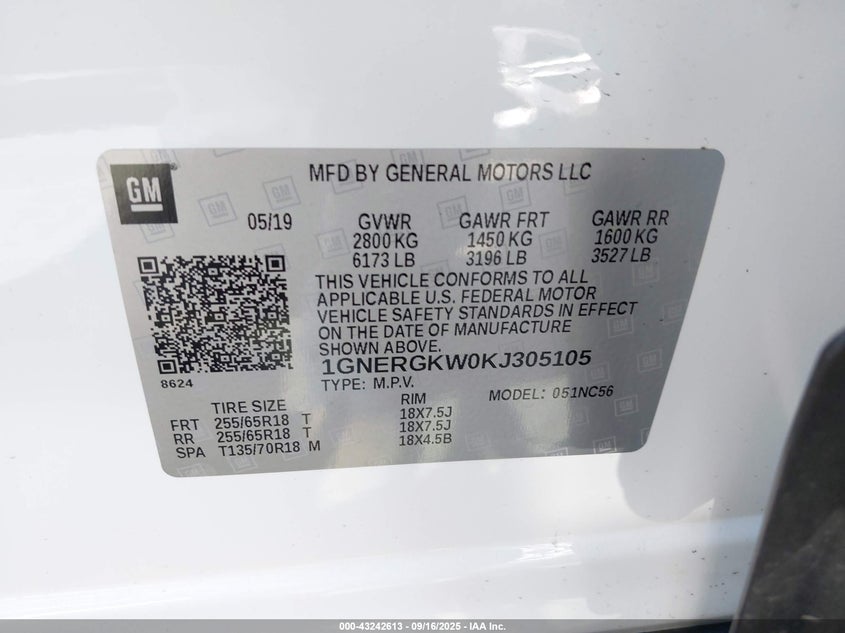 GM
MFD BY GENERAL MOTORS LLC
05/19 GVWR GAWR FRT GAWR RR
2800 KG 1450 KG 1600 KG
6173 LB 3196 LB 3527 LB
THIS VEHICLE CONFORMS TO ALL
APPLICABLE U.S. FEDERAL MOTOR
VEHICLE SAFETY STANDARDS IN EFFECT
ON THE DATE OF MANUFACTURE
SHOWN ABOVE.
8624
1GNERGKW0KJ305105
TYPE: M.P.V. MODEL: 051NC56
TIRE SIZE RIM
FRT 255/65R18 T 18X7.5J
RR 255/65R18 T 18X7.5J
SPA T135/70R18 M 18X4.5B
000-43242613 - 09/16/2025 - IAA Inc.